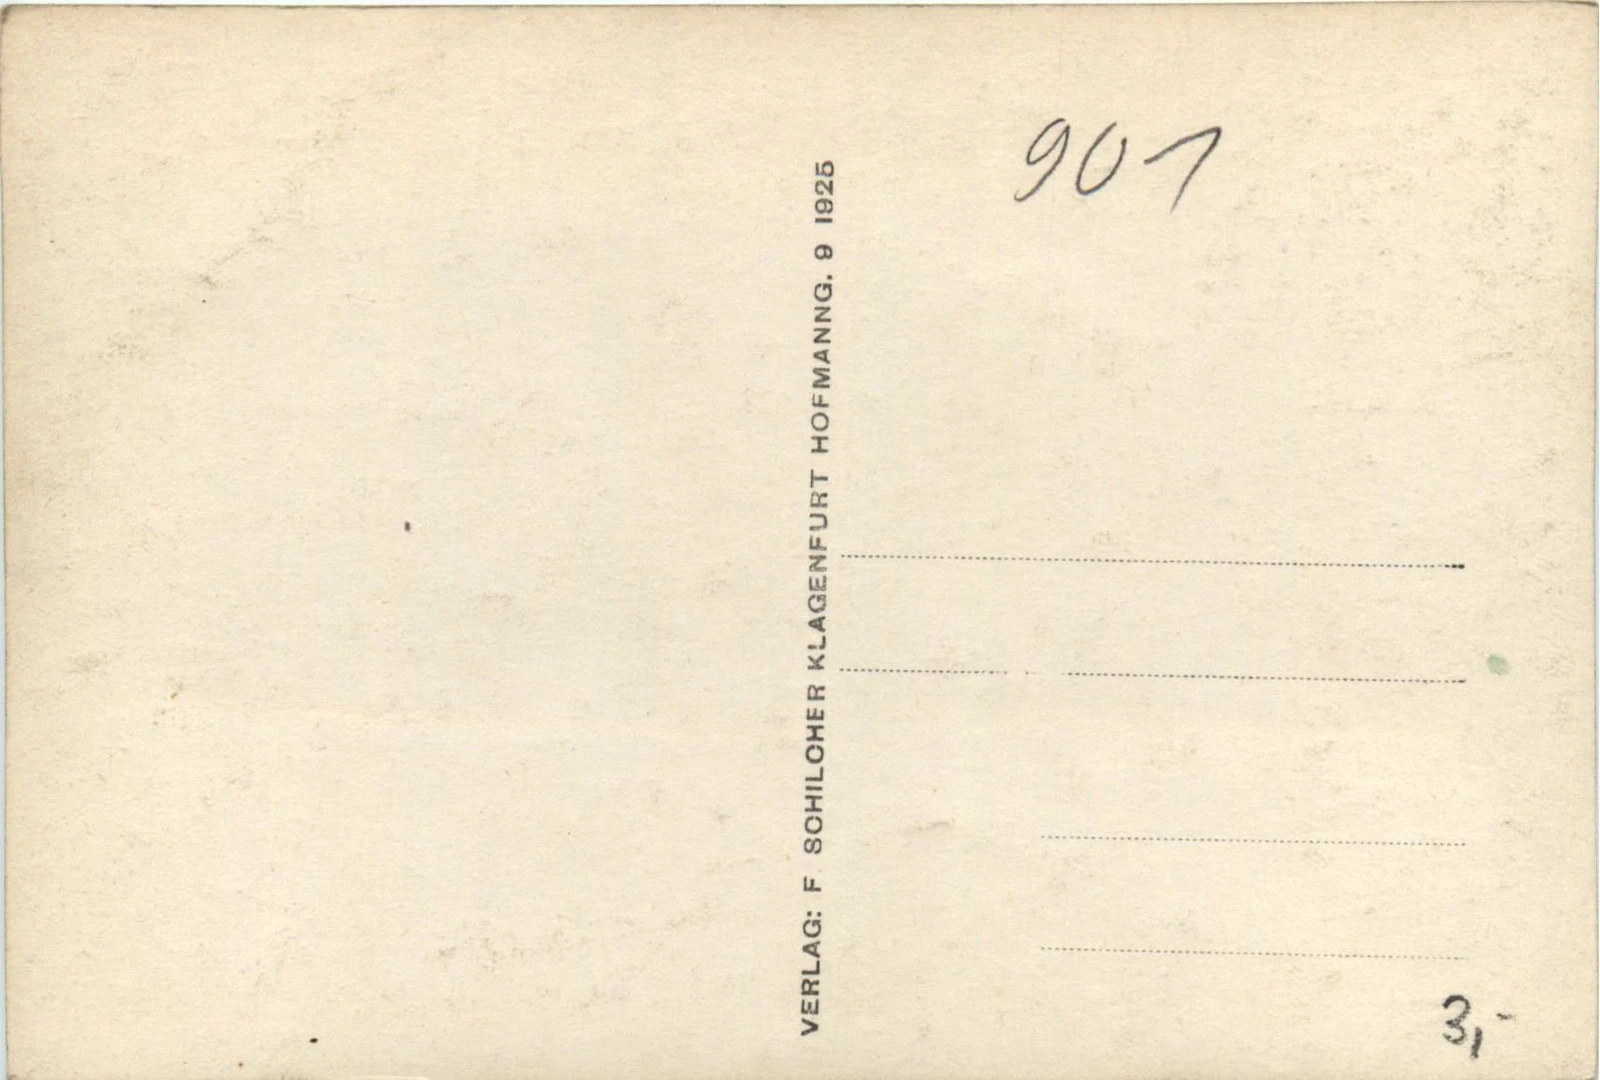 901
VERLAG: F. SCHILCHER KLAGENFURT HOFMANNG. 9 1925
3,-